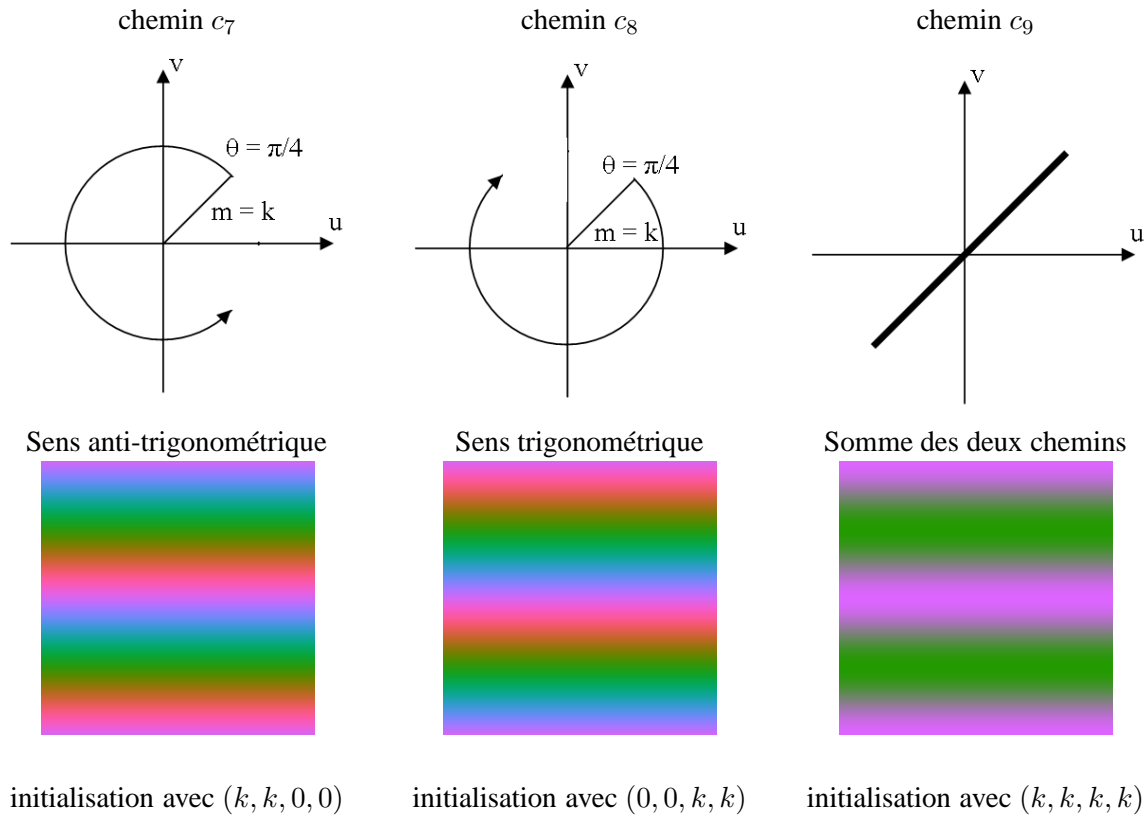 chemin c₇ chemin c₈ chemin c₉
v v v
θ = π/4 θ = π/4
m = k u m = k u u
Sens anti-trigonométrique Sens trigonométrique Somme des deux chemins
initialisation avec (k, k, 0, 0) initialisation avec (0, 0, k, k) initialisation avec (k, k, k, k)